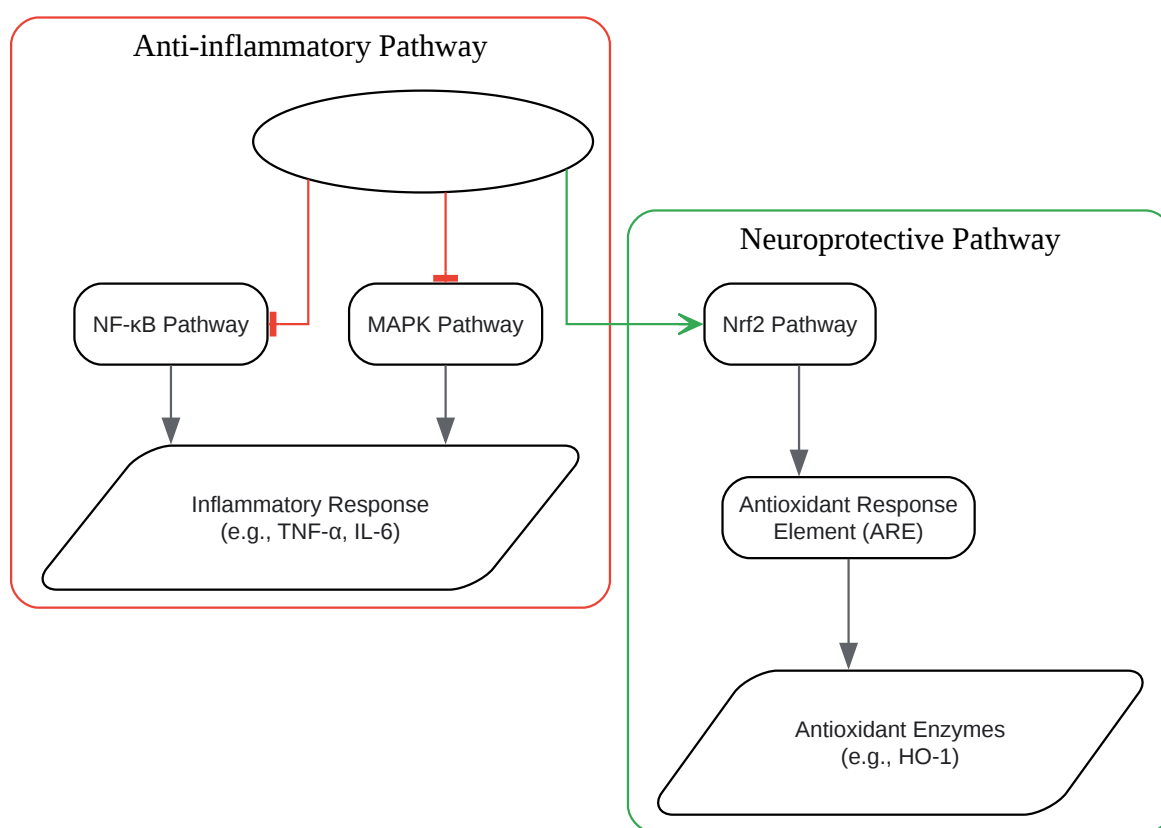 Anti-inflammatory Pathway
Neuroprotective Pathway
NF-κB Pathway
MAPK Pathway
Nrf2 Pathway
Inflammatory Response
(e.g., TNF-α, IL-6)
Antioxidant Response
Element (ARE)
Antioxidant Enzymes
(e.g., HO-1)